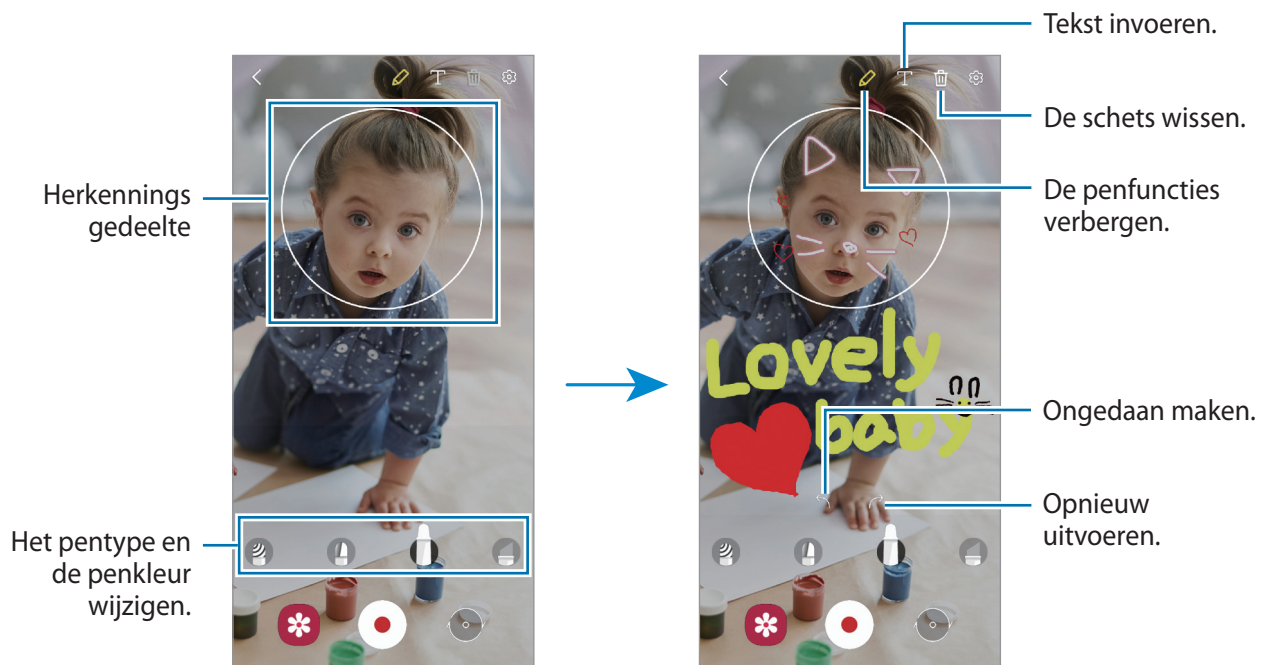 Tekst invoeren.
De schets wissen.
De penfuncties
verbergen.
Herkennings
gedeelte
Lovely
baby
Ongedaan maken.
Opnieuw
uitvoeren.
Het pentype en
de penkleur
wijzigen.